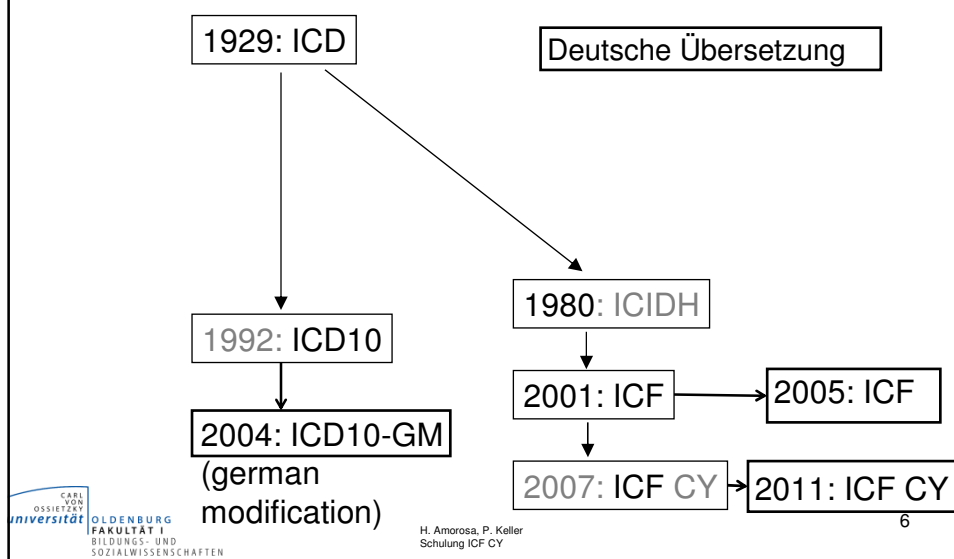 1929: ICD
Deutsche Übersetzung
1980: ICIDH
1992: ICD10
2001: ICF
2005: ICF
2004: ICD10-GM
(german
modification)
2007: ICF CY
2011: ICF CY
CARL
VON
OSSIETZKY
universität OLDENBURG
FAKULTÄT I
BILDUNGS- UND
SOZIALWISSENSCHAFTEN
H. Amorosa, P. Keller
Schulung ICF CY
6